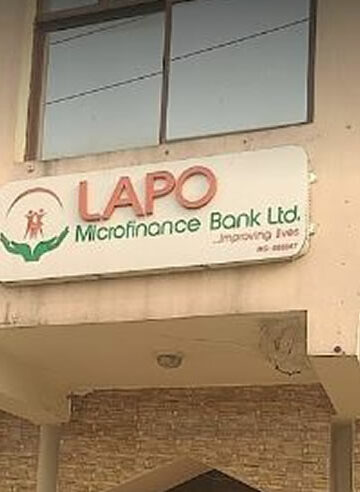 LAPO
Microfinance Bank Ltd.
...improving lives